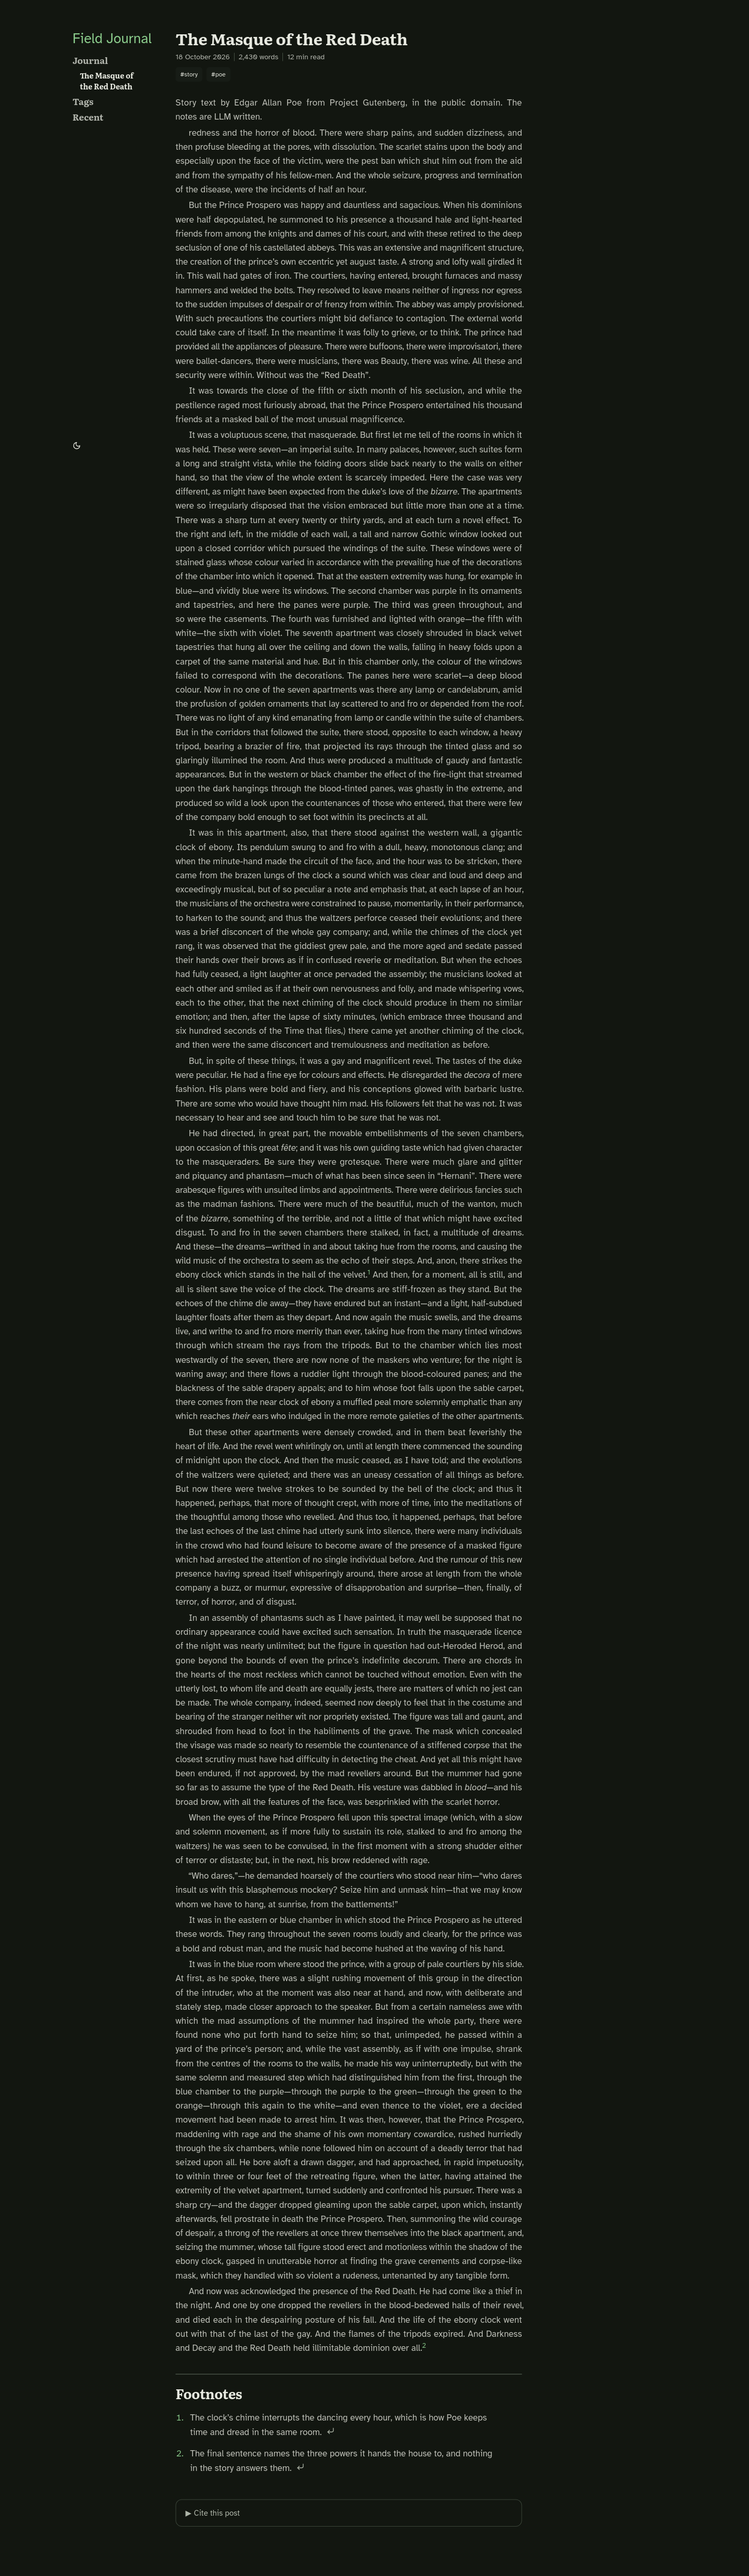 Field Journal
Journal
The Masque of
the Red Death
Tags
Recent
The Masque of the Red Death
18 October 2026 | 2,430 words | 12 min read
#story #poe
Story text by Edgar Allan Poe from Project Gutenberg, in the public domain. The
notes are LLM written.
redness and the horror of blood. There were sharp pains, and sudden dizziness, and
then profuse bleeding at the pores, with dissolution. The scarlet stains upon the body and
especially upon the face of the victim, were the pest ban which shut him out from the aid
and from the sympathy of his fellow-men. And the whole seizure, progress and termination
of the disease, were the incidents of half an hour.
But the Prince Prospero was happy and dauntless and sagacious. When his dominions
were half depopulated, he summoned to his presence a thousand hale and light-hearted
friends from among the knights and dames of his court, and with these retired to the deep
seclusion of one of his castellated abbeys. This was an extensive and magnificent structure,
the creation of the prince's own eccentric yet august taste. A strong and lofty wall girdled it
in. This wall had gates of iron. The courtiers, having entered, brought furnaces and massy
hammers and welded the bolts. They resolved to leave means neither of ingress nor egress
to the sudden impulses of despair or of frenzy from within. The abbey was amply provisioned.
With such precautions the courtiers might bid defiance to contagion. The external world
could take care of itself. In the meantime it was folly to grieve, or to think. The prince had
provided all the appliances of pleasure. There were buffoons, there were improvisatori, there
were ballet-dancers, there were musicians, there was Beauty, there was wine. All these and
security were within. Without was the “Red Death”.
It was towards the close of the fifth or sixth month of his seclusion, and while the
pestilence raged most furiously abroad, that the Prince Prospero entertained his thousand
friends at a masked ball of the most unusual magnificence.
It was a voluptuous scene, that masquerade. But first let me tell of the rooms in which it
was held. These were seven—an imperial suite. In many palaces, however, such suites form
a long and straight vista, while the folding doors slide back nearly to the walls on either
hand, so that the view of the whole extent is scarcely impeded. Here the case was very
different, as might have been expected from the duke's love of the bizarre. The apartments
were so irregularly disposed that the vision embraced but little more than one at a time.
There was a sharp turn at every twenty or thirty yards, and at each turn a novel effect. To
the right and left, in the middle of each wall, a tall and narrow Gothic window looked out
upon a closed corridor which pursued the windings of the suite. These windows were of
stained glass whose colour varied in accordance with the prevailing hue of the decorations
of the chamber into which it opened. That at the eastern extremity was hung, for example in
blue—and vividly blue were its windows. The second chamber was purple in its ornaments
and tapestries, and here the panes were purple. The third was green throughout, and
so were the casements. The fourth was furnished and lighted with orange—the fifth with
white—the sixth with violet. The seventh apartment was closely shrouded in black velvet
tapestries that hung all over the ceiling and down the walls, falling in heavy folds upon a
carpet of the same material and hue. But in this chamber only, the colour of the windows
failed to correspond with the decorations. The panes here were scarlet—a deep blood
colour. Now in no one of the seven apartments was there any lamp or candelabrum, amid
the profusion of golden ornaments that lay scattered to and fro or depended from the roof.
There was no light of any kind emanating from lamp or candle within the suite of chambers.
But in the corridors that followed the suite, there stood, opposite to each window, a heavy
tripod, bearing a brazier of fire, that projected its rays through the tinted glass and so
glaringly illumined the room. And thus were produced a multitude of gaudy and fantastic
appearances. But in the western or black chamber the effect of the fire-light that streamed
upon the dark hangings through the blood-tinted panes, was ghastly in the extreme, and
produced so wild a look upon the countenances of those who entered, that there were few
of the company bold enough to set foot within its precincts at all.
It was in this apartment, also, that there stood against the western wall, a gigantic
clock of ebony. Its pendulum swung to and fro with a dull, heavy, monotonous clang; and
when the minute-hand made the circuit of the face, and the hour was to be stricken, there
came from the brazen lungs of the clock a sound which was clear and loud and deep and
exceedingly musical, but of so peculiar a note and emphasis that, at each lapse of an hour,
the musicians of the orchestra were constrained to pause, momentarily, in their performance,
to harken to the sound; and thus the waltzers perforce ceased their evolutions; and there
was a brief disconcert of the whole gay company; and, while the chimes of the clock yet
rang, it was observed that the giddiest grew pale, and the more aged and sedate passed
their hands over their brows as if in confused reverie or meditation. But when the echoes
had fully ceased, a light laughter at once pervaded the assembly; the musicians looked at
each other and smiled as if at their own nervousness and folly, and made whispering vows,
each to the other, that the next chiming of the clock should produce in them no similar
emotion; and then, after the lapse of sixty minutes, (which embrace three thousand and
six hundred seconds of the Time that flies,) there came yet another chiming of the clock,
and then were the same disconcert and tremulousness and meditation as before.
But, in spite of these things, it was a gay and magnificent revel. The tastes of the duke
were peculiar. He had a fine eye for colours and effects. He disregarded the decora of mere
fashion. His plans were bold and fiery, and his conceptions glowed with barbaric lustre.
There are some who would have thought him mad. His followers felt that he was not. It was
necessary to hear and see and touch him to be sure that he was not.
He had directed, in great part, the movable embellishments of the seven chambers,
upon occasion of this great fête; and it was his own guiding taste which had given character
to the masqueraders. Be sure they were grotesque. There were much glare and glitter
and piquancy and phantasm—much of what has been since seen in “Hernani”. There were
arabesque figures with unsuited limbs and appointments. There were delirious fancies such
as the madman fashions. There were much of the beautiful, much of the wanton, much
of the bizarre, something of the terrible, and not a little of that which might have excited
disgust. To and fro in the seven chambers there stalked, in fact, a multitude of dreams.
And these—the dreams—writhed in and about taking hue from the rooms, and causing the
wild music of the orchestra to seem as the echo of their steps. And, anon, there strikes the
ebony clock which stands in the hall of the velvet.1 And then, for a moment, all is still, and
all is silent save the voice of the clock. The dreams are stiff-frozen as they stand. But the
echoes of the chime die away—they have endured but an instant—and a light, half-subdued
laughter floats after them as they depart. And now again the music swells, and the dreams
live, and writhe to and fro more merrily than ever, taking hue from the many tinted windows
through which stream the rays from the tripods. But to the chamber which lies most
westwardly of the seven, there are now none of the maskers who venture; for the night is
waning away; and there flows a ruddier light through the blood-coloured panes; and the
blackness of the sable drapery appals; and to him whose foot falls upon the sable carpet,
there comes from the near clock of ebony a muffled peal more solemnly emphatic than any
which reaches their ears who indulged in the more remote gaieties of the other apartments.
But these other apartments were densely crowded, and in them beat feverishly the
heart of life. And the revel went whirlingly on, until at length there commenced the sounding
of midnight upon the clock. And then the music ceased, as I have told; and the evolutions
of the waltzers were quieted; and there was an uneasy cessation of all things as before.
But now there were twelve strokes to be sounded by the bell of the clock; and thus it
happened, perhaps, that more of thought crept, with more of time, into the meditations of
the thoughtful among those who revelled. And thus too, it happened, perhaps, that before
the last echoes of the last chime had utterly sunk into silence, there were many individuals
in the crowd who had found leisure to become aware of the presence of a masked figure
which had arrested the attention of no single individual before. And the rumour of this new
presence having spread itself whisperingly around, there arose at length from the whole
company a buzz, or murmur, expressive of disapprobation and surprise—then, finally, of
terror, of horror, and of disgust.
In an assembly of phantasms such as I have painted, it may well be supposed that no
ordinary appearance could have excited such sensation. In truth the masquerade licence
of the night was nearly unlimited; but the figure in question had out-Heroded Herod, and
gone beyond the bounds of even the prince's indefinite decorum. There are chords in
the hearts of the most reckless which cannot be touched without emotion. Even with the
utterly lost, to whom life and death are equally jests, there are matters of which no jest can
be made. The whole company, indeed, seemed now deeply to feel that in the costume and
bearing of the stranger neither wit nor propriety existed. The figure was tall and gaunt, and
shrouded from head to foot in the habiliments of the grave. The mask which concealed
the visage was made so nearly to resemble the countenance of a stiffened corpse that the
closest scrutiny must have had difficulty in detecting the cheat. And yet all this might have
been endured, if not approved, by the mad revellers around. But the mummer had gone
so far as to assume the type of the Red Death. His vesture was dabbled in blood—and his
broad brow, with all the features of the face, was besprinkled with the scarlet horror.
When the eyes of the Prince Prospero fell upon this spectral image (which, with a slow
and solemn movement, as if more fully to sustain its role, stalked to and fro among the
waltzers) he was seen to be convulsed, in the first moment with a strong shudder either
of terror or distaste; but, in the next, his brow reddened with rage.
“Who dares,”—he demanded hoarsely of the courtiers who stood near him—“who dares
insult us with this blasphemous mockery? Seize him and unmask him—that we may know
whom we have to hang, at sunrise, from the battlements!”
It was in the eastern or blue chamber in which stood the Prince Prospero as he uttered
these words. They rang throughout the seven rooms loudly and clearly, for the prince was
a bold and robust man, and the music had become hushed at the waving of his hand.
It was in the blue room where stood the prince, with a group of pale courtiers by his side.
At first, as he spoke, there was a slight rushing movement of this group in the direction
of the intruder, who at the moment was also near at hand, and now, with deliberate and
stately step, made closer approach to the speaker. But from a certain nameless awe with
which the mad assumptions of the mummer had inspired the whole party, there were
found none who put forth hand to seize him; so that, unimpeded, he passed within a
yard of the prince's person; and, while the vast assembly, as if with one impulse, shrank
from the centres of the rooms to the walls, he made his way uninterruptedly, but with the
same solemn and measured step which had distinguished him from the first, through the
blue chamber to the purple—through the purple to the green—through the green to the
orange—through this again to the white—and even thence to the violet, ere a decided
movement had been made to arrest him. It was then, however, that the Prince Prospero,
maddening with rage and the shame of his own momentary cowardice, rushed hurriedly
through the six chambers, while none followed him on account of a deadly terror that had
seized upon all. He bore aloft a drawn dagger, and had approached, in rapid impetuosity,
to within three or four feet of the retreating figure, when the latter, having attained the
extremity of the velvet apartment, turned suddenly and confronted his pursuer. There was a
sharp cry—and the dagger dropped gleaming upon the sable carpet, upon which, instantly
afterwards, fell prostrate in death the Prince Prospero. Then, summoning the wild courage
of despair, a throng of the revellers at once threw themselves into the black apartment, and,
seizing the mummer, whose tall figure stood erect and motionless within the shadow of the
ebony clock, gasped in unutterable horror at finding the grave cerements and corpse-like
mask, which they handled with so violent a rudeness, untenanted by any tangible form.
And now was acknowledged the presence of the Red Death. He had come like a thief in
the night. And one by one dropped the revellers in the blood-bedewed halls of their revel,
and died each in the despairing posture of his fall. And the life of the ebony clock went
out with that of the last of the gay. And the flames of the tripods expired. And Darkness
and Decay and the Red Death held illimitable dominion over all.2
Footnotes
1. The clock's chime interrupts the dancing every hour, which is how Poe keeps
time and dread in the same room. ↩
2. The final sentence names the three powers it hands the house to, and nothing
in the story answers them. ↩
▶ Cite this post